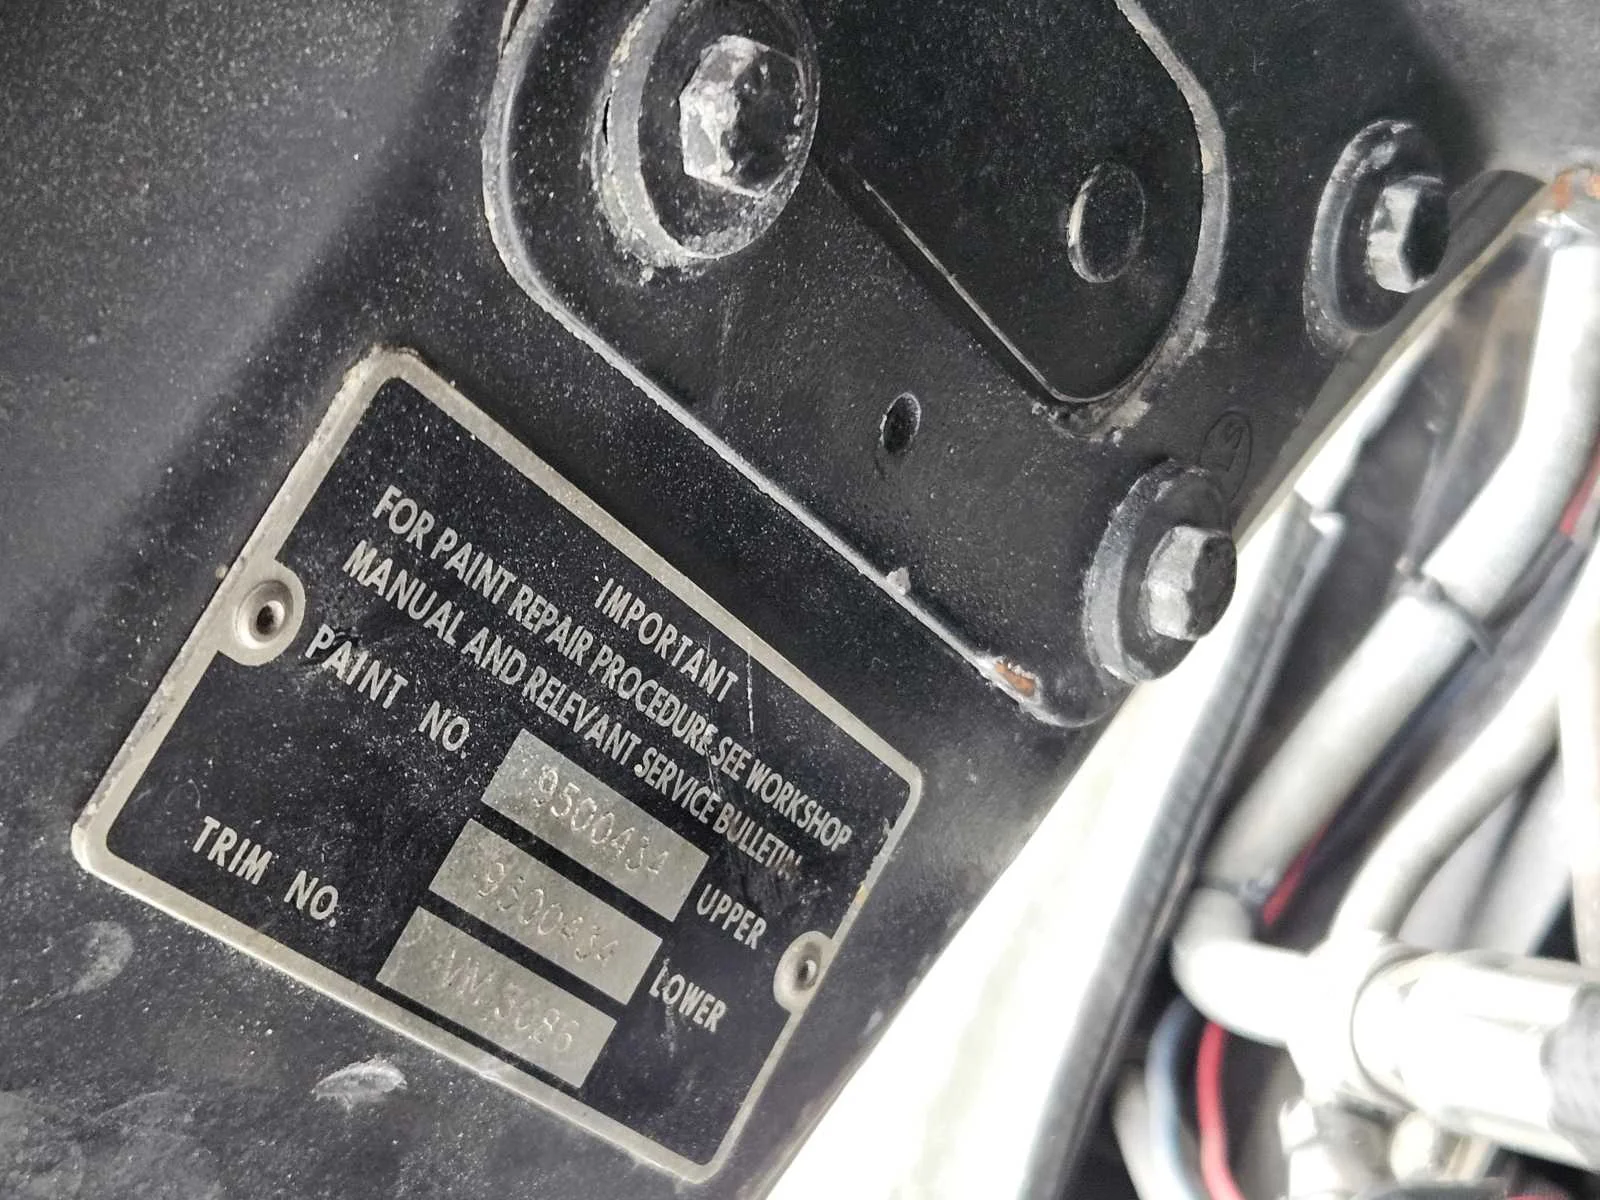 IMPORTANT
FOR PAINT REPAIR PROCEDURE SEE WORKSHOP
MANUAL AND RELEVANT SERVICE BULLETIN
PAINT NO. 9500434 UPPER
9500434 LOWER
TRIM NO. 3086